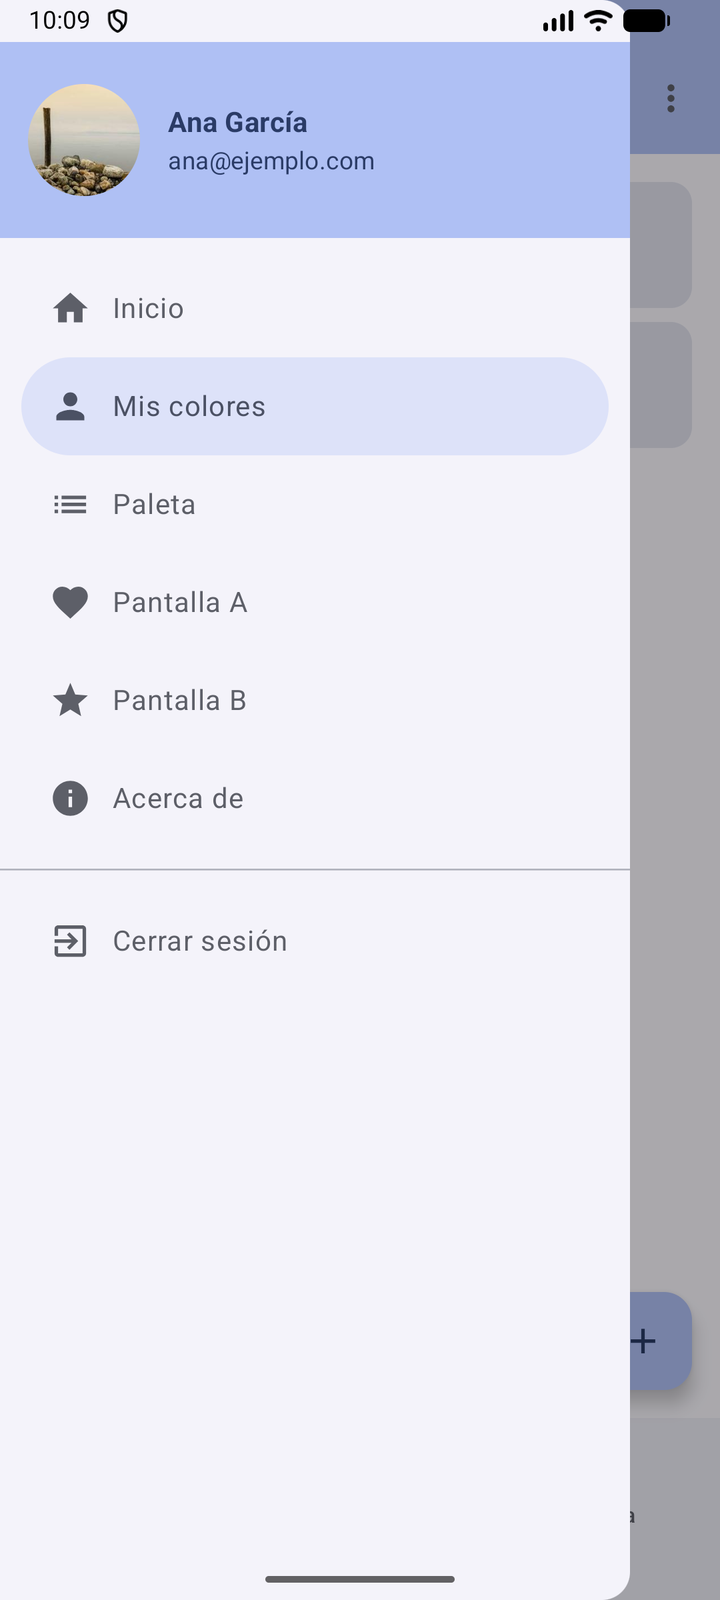 10:09
Ana García
ana@ejemplo.com
Inicio
Mis colores
Paleta
Pantalla A
Pantalla B
Acerca de
Cerrar sesión